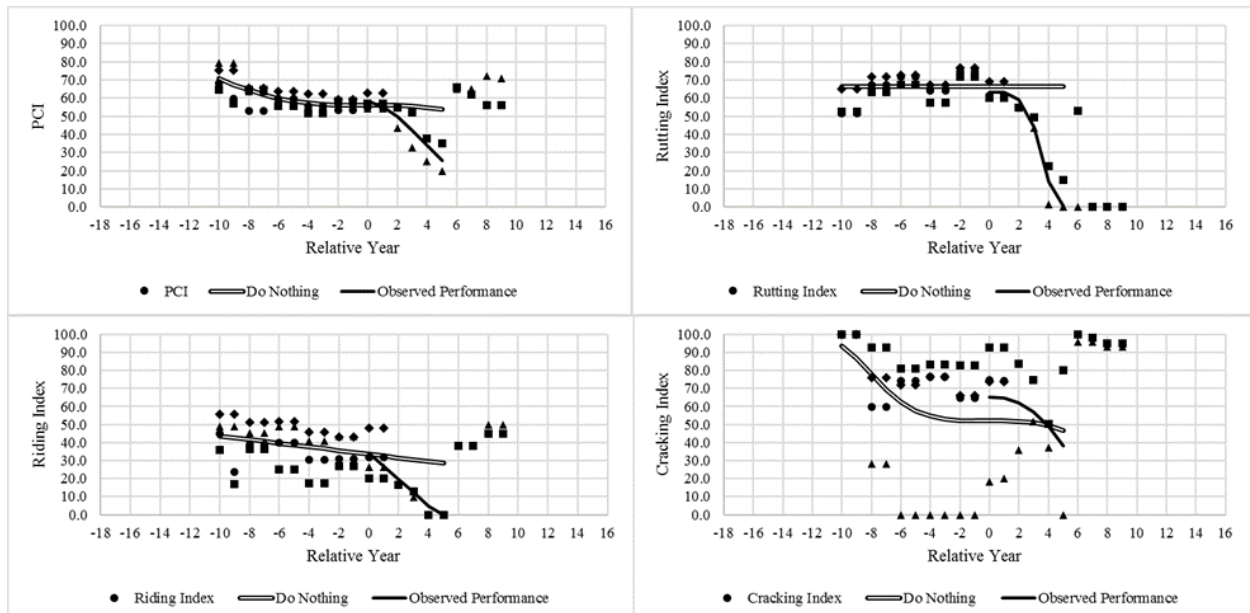 100.0
90.0
80.0
70.0
60.0
50.0
40.0
30.0
20.0
10.0
0.0
PCI
-18 -16 -14 -12 -10 -8 -6 -4 -2 0 2 4 6 8 10 12 14 16
Relative Year
PCI Do Nothing Observed Performance
100.0
90.0
80.0
70.0
60.0
50.0
40.0
30.0
20.0
10.0
0.0
Rutting Index
-18 -16 -14 -12 -10 -8 -6 -4 -2 0 2 4 6 8 10 12 14 16
Relative Year
Rutting Index Do Nothing Observed Performance
100.0
90.0
80.0
70.0
60.0
50.0
40.0
30.0
20.0
10.0
0.0
Riding Index
-18 -16 -14 -12 -10 -8 -6 -4 -2 0 2 4 6 8 10 12 14 16
Relative Year
Riding Index Do Nothing Observed Performance
100.0
90.0
80.0
70.0
60.0
50.0
40.0
30.0
20.0
10.0
0.0
Cracking Index
-18 -16 -14 -12 -10 -8 -6 -4 -2 0 2 4 6 8 10 12 14 16
Relative Year
Cracking Index Do Nothing Observed Performance